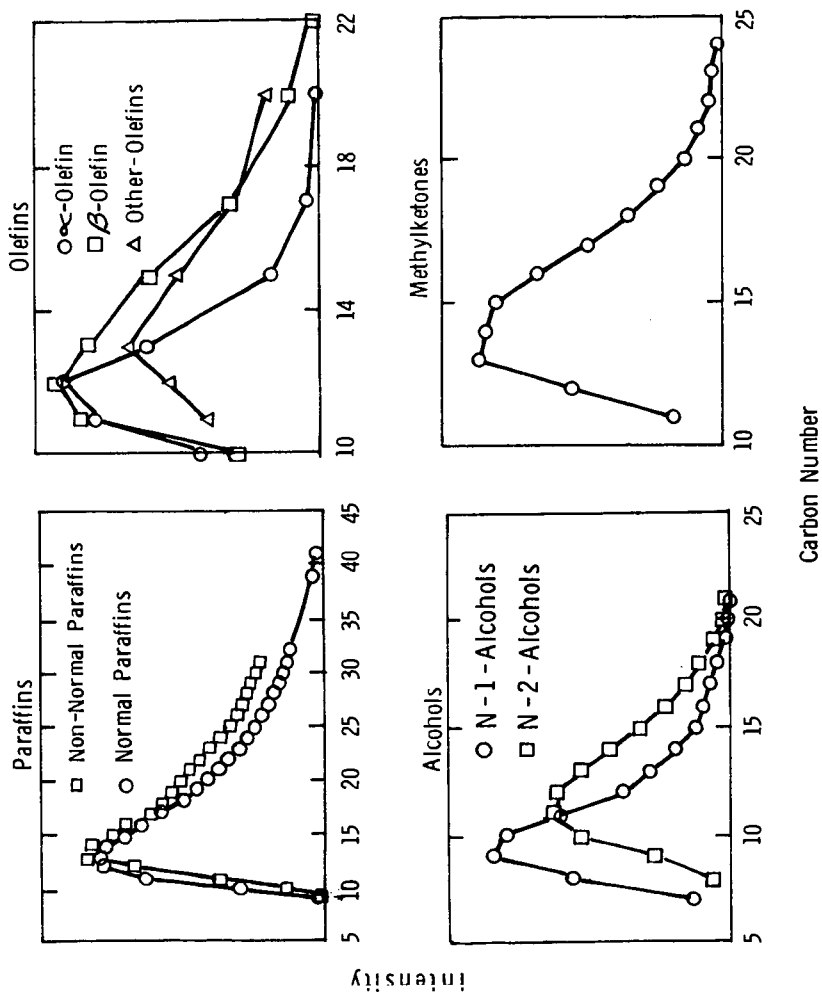 Paraffins
□ Non-Normal Paraffins
○ Normal Paraffins
5 10 15 20 25 30 35 40 45
Olefins
○ ∝-Olefin
□ β-Olefin
△ Other-Olefins
10 14 18 22
Alcohols
○ N-1-Alcohols
□ N-2-Alcohols
5 10 15 20 25
Methylketones
10 15 20 25
Intensity
Carbon Number